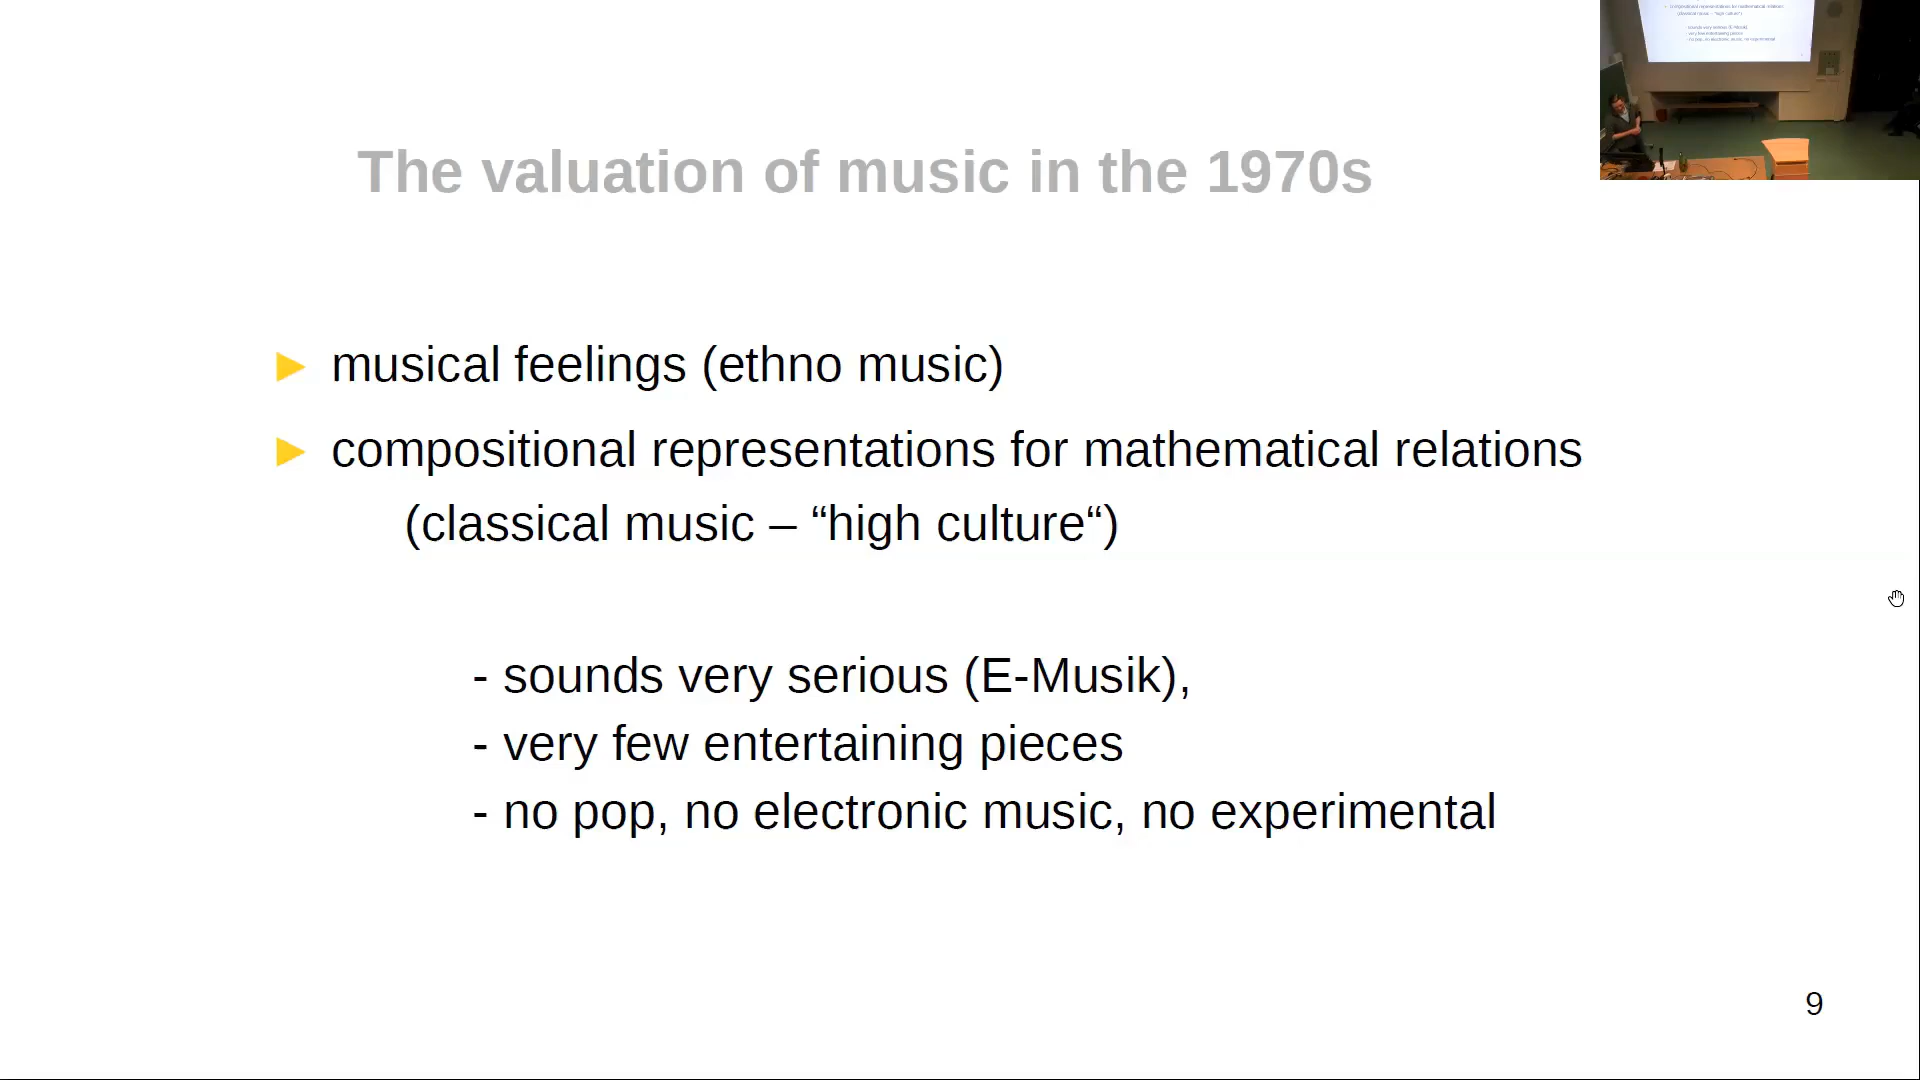 The valuation of music in the 1970s
► musical feelings (ethno music)
► compositional representations for mathematical relations
(classical music – “high culture“)
- sounds very serious (E-Musik),
- very few entertaining pieces
- no pop, no electronic music, no experimental
9